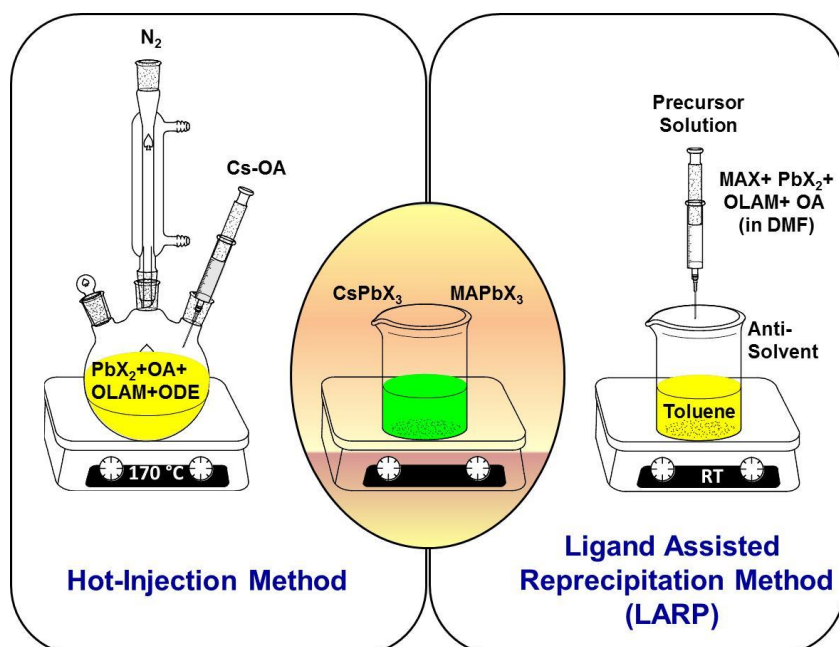 N₂
Cs-OA
PbX₂+OA+
OLAM+ODE
170 °C
Hot-Injection Method
CsPbX₃
MAPbX₃
Precursor
Solution
MAX+ PbX₂+
OLAM+ OA
(in DMF)
Anti-
Solvent
Toluene
RT
Ligand Assisted
Reprecipitation Method
(LARP)